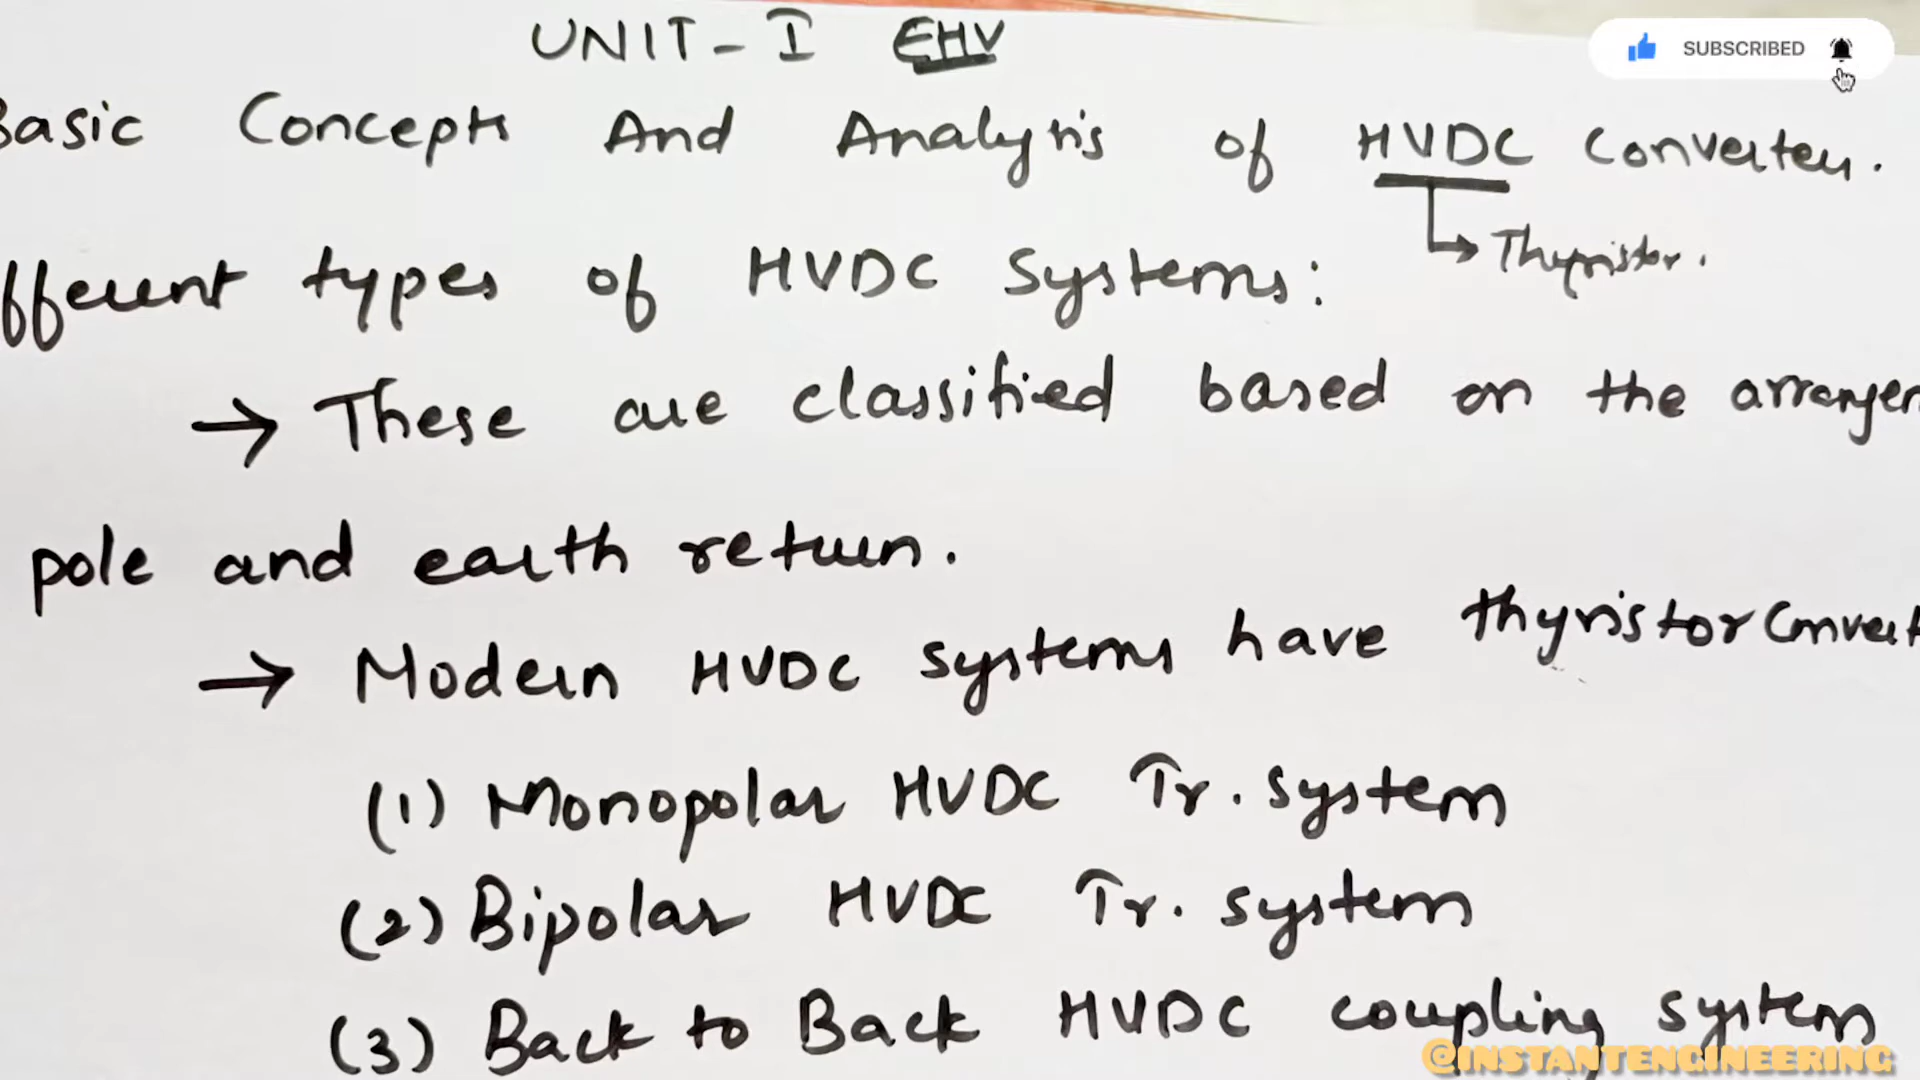 UNIT - I EHV
SUBSCRIBED
Basic Concepts And Analysis of HVDC Converters.
→ Thyristor.
fferent types of HVDC Systems:
→ These are classified based on the arrangem
pole and earth return.
→ Modern HVDC systems have thyristor Convert
(1) Monopolar HVDC Tr. system
(2) Bipolar HVDC Tr. system
(3) Back to Back HVDC coupling system
@INSTANTENGINEERING